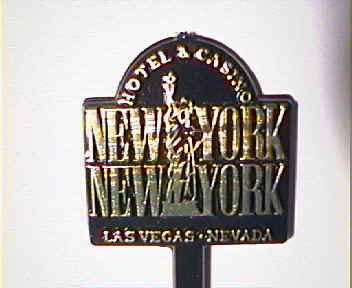 HOTEL & CASINO
NEW YORK
NEW YORK
LAS VEGAS • NEVADA